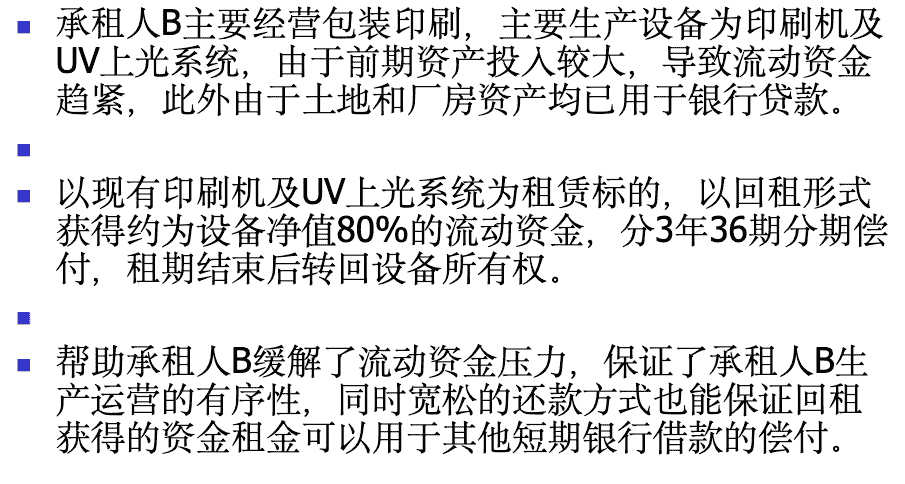 承租人B主要经营包装印刷，主要生产设备为印刷机及
UV上光系统，由于前期资产投入较大，导致流动资金
趋紧，此外由于土地和厂房资产均已用于银行贷款。
以现有印刷机及UV上光系统为租赁标的，以回租形式
获得约为设备净值80%的流动资金，分3年36期分期偿
付，租期结束后转回设备所有权。
帮助承租人B缓解了流动资金压力，保证了承租人B生
产运营的有序性，同时宽松的还款方式也能保证回租
获得的资金租金可以用于其他短期银行借款的偿付。